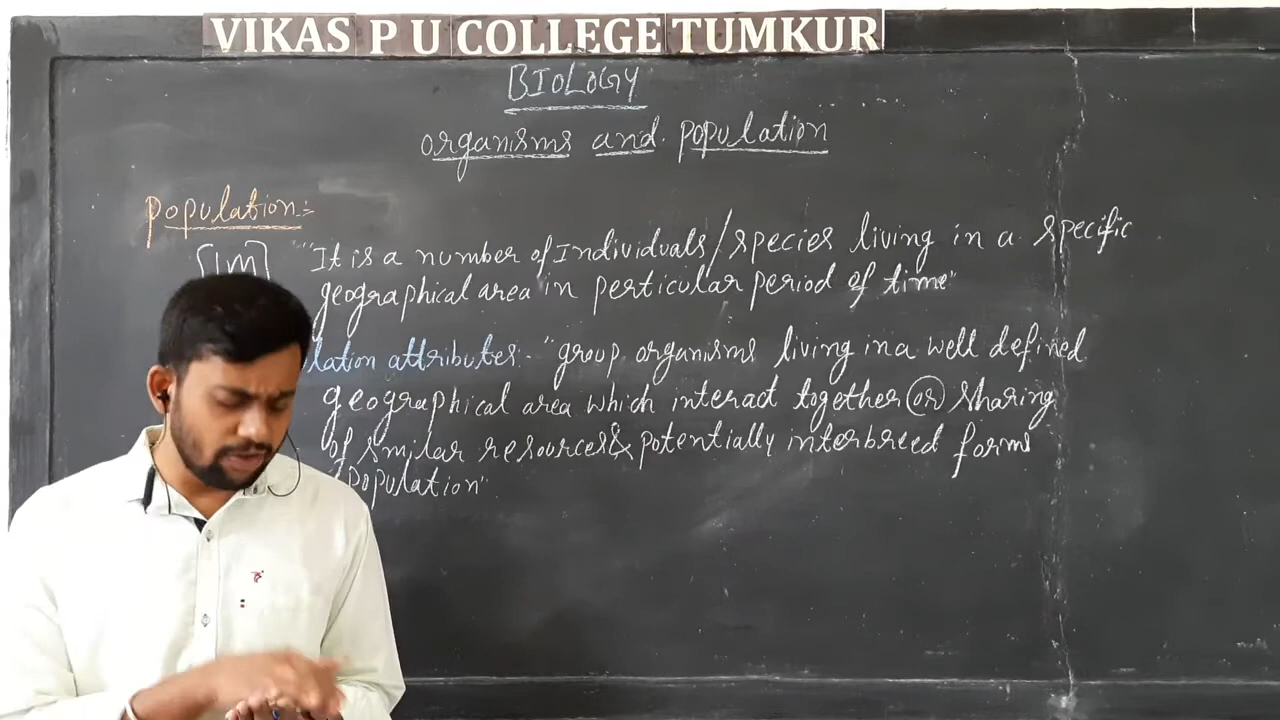 VIKAS P U COLLEGE TUMKUR
BIOLOGY
organisms and population
population:-
[1M] "It is a number of Individuals/species living in a specific
geographical area in perticular period of time"
lation attributes:- "group organisms living in a well defined
geographical area which interact together (or) sharing
of smilar resources & potentially interbreed forms
"population"